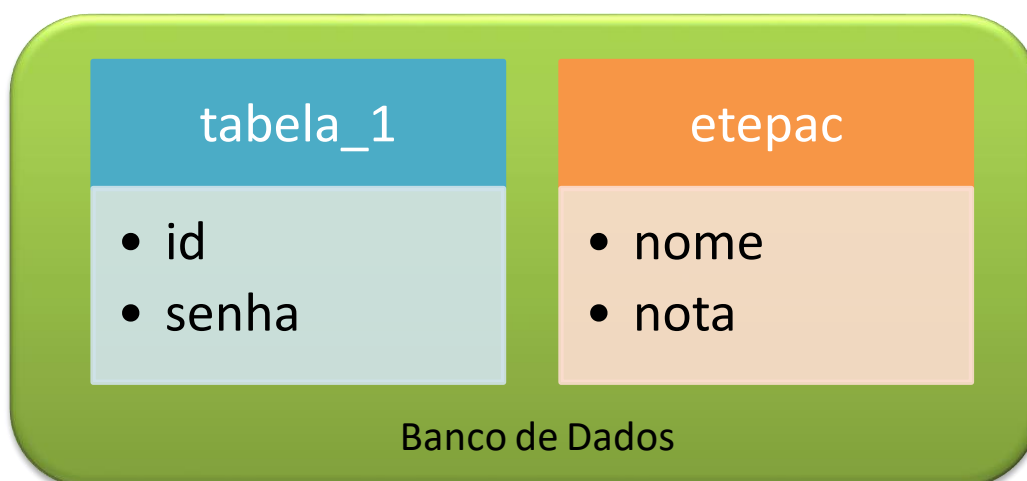 tabela_1
• id
• senha
etepac
• nome
• nota
Banco de Dados